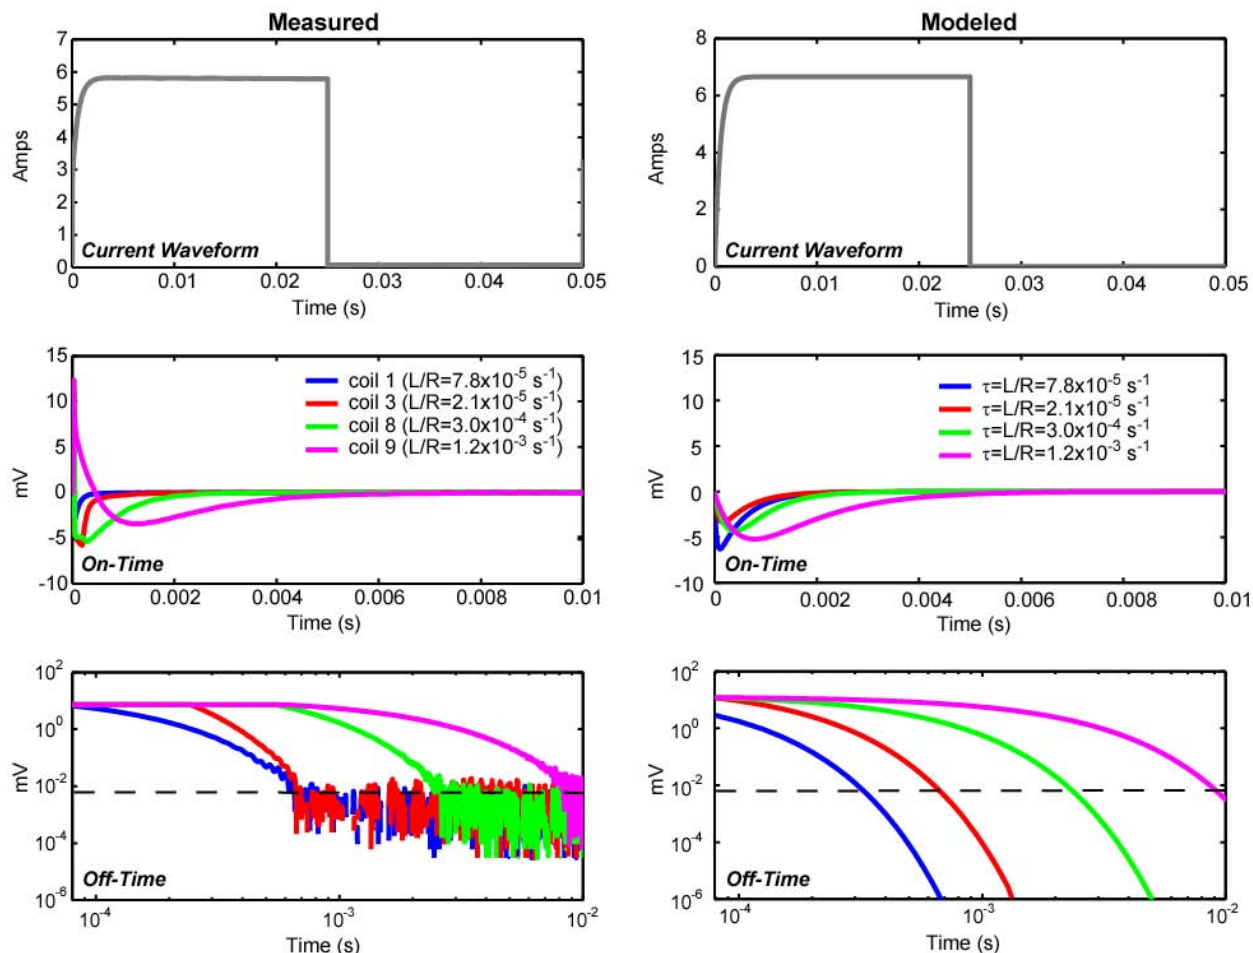 Measured
7
6
5
4
3
2
1
0
Amps
Current Waveform
0
0.01
0.02
0.03
0.04
0.05
Time (s)
Modeled
8
6
4
2
0
Amps
Current Waveform
0
0.01
0.02
0.03
0.04
0.05
Time (s)
15
10
5
0
-5
-10
mV
coil 1 (L/R=7.8x10⁻⁵ s⁻¹)
coil 3 (L/R=2.1x10⁻⁵ s⁻¹)
coil 8 (L/R=3.0x10⁻⁴ s⁻¹)
coil 9 (L/R=1.2x10⁻³ s⁻¹)
On-Time
0
0.002
0.004
0.006
0.008
0.01
Time (s)
15
10
5
0
-5
-10
mV
τ=L/R=7.8x10⁻⁵ s⁻¹
τ=L/R=2.1x10⁻⁵ s⁻¹
τ=L/R=3.0x10⁻⁴ s⁻¹
τ=L/R=1.2x10⁻³ s⁻¹
On-Time
0
0.002
0.004
0.006
0.008
0.01
Time (s)
10²
10⁰
10⁻²
10⁻⁴
10⁻⁶
mV
Off-Time
10⁻⁴
10⁻³
10⁻²
Time (s)
10²
10⁰
10⁻²
10⁻⁴
10⁻⁶
mV
Off-Time
10⁻⁴
10⁻³
10⁻²
Time (s)